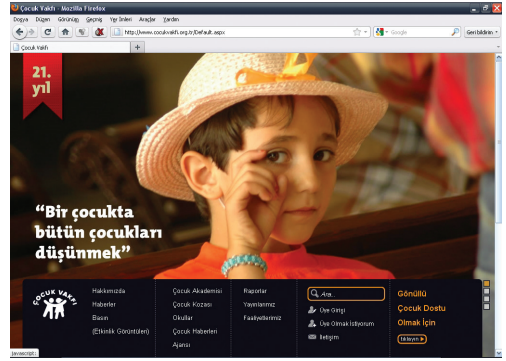 Çocuk Vakfı - Mozilla Firefox
Dosya Düzen Görünüm Geçmiş Yer İmleri Araçlar Yardım
http://www.cocukvakfi.org.tr/Default.aspx
Google
Geri bildirim
Çocuk Vakfı
21.
yıl
“Bir çocukta
bütün çocukları
düşünmek”
ÇOCUK VAKFI
Hakkımızda
Haberler
Basın
(Etkinlik Görüntüleri)
Çocuk Akademisi
Çocuk Kozası
Okullar
Çocuk Haberleri
Ajansı
Raporlar
Yayınlarımız
Faaliyetlerimiz
Ara...
Üye Girişi
Üye Olmak İstiyorum
İletişim
Gönüllü
Çocuk Dostu
Olmak İçin
tıklayın
javascript: